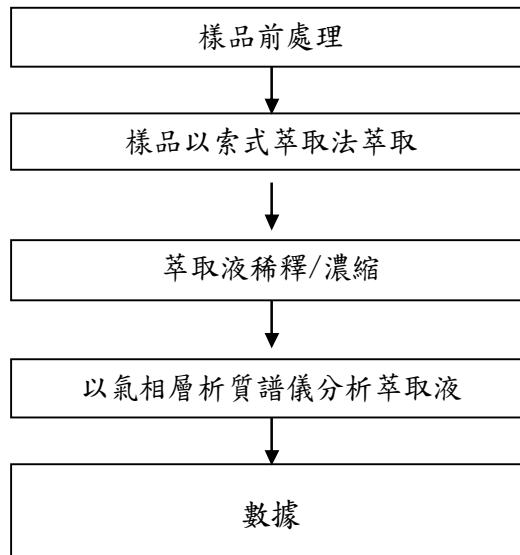 樣品前處理
樣品以索式萃取法萃取
萃取液稀釋/濃縮
以氣相層析質譜儀分析萃取液
數據